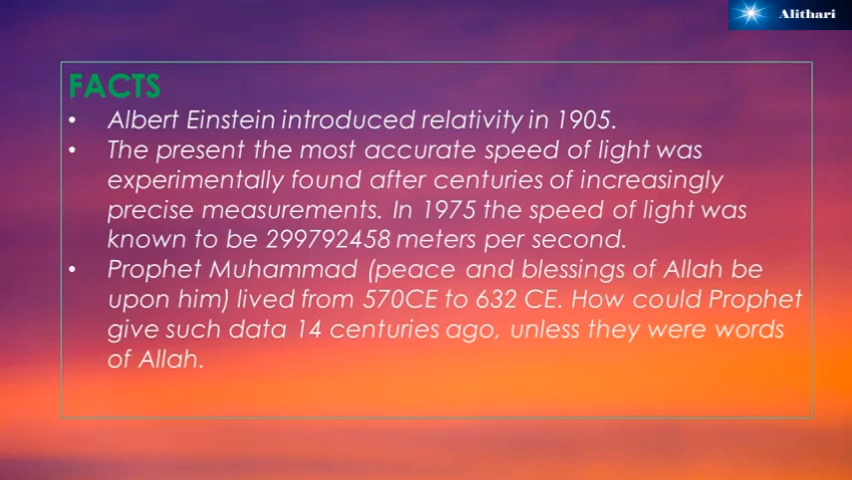 Alithari
FACTS
• Albert Einstein introduced relativity in 1905.
• The present the most accurate speed of light was
experimentally found after centuries of increasingly
precise measurements. In 1975 the speed of light was
known to be 299792458 meters per second.
• Prophet Muhammad (peace and blessings of Allah be
upon him) lived from 570CE to 632 CE. How could Prophet
give such data 14 centuries ago, unless they were words
of Allah.